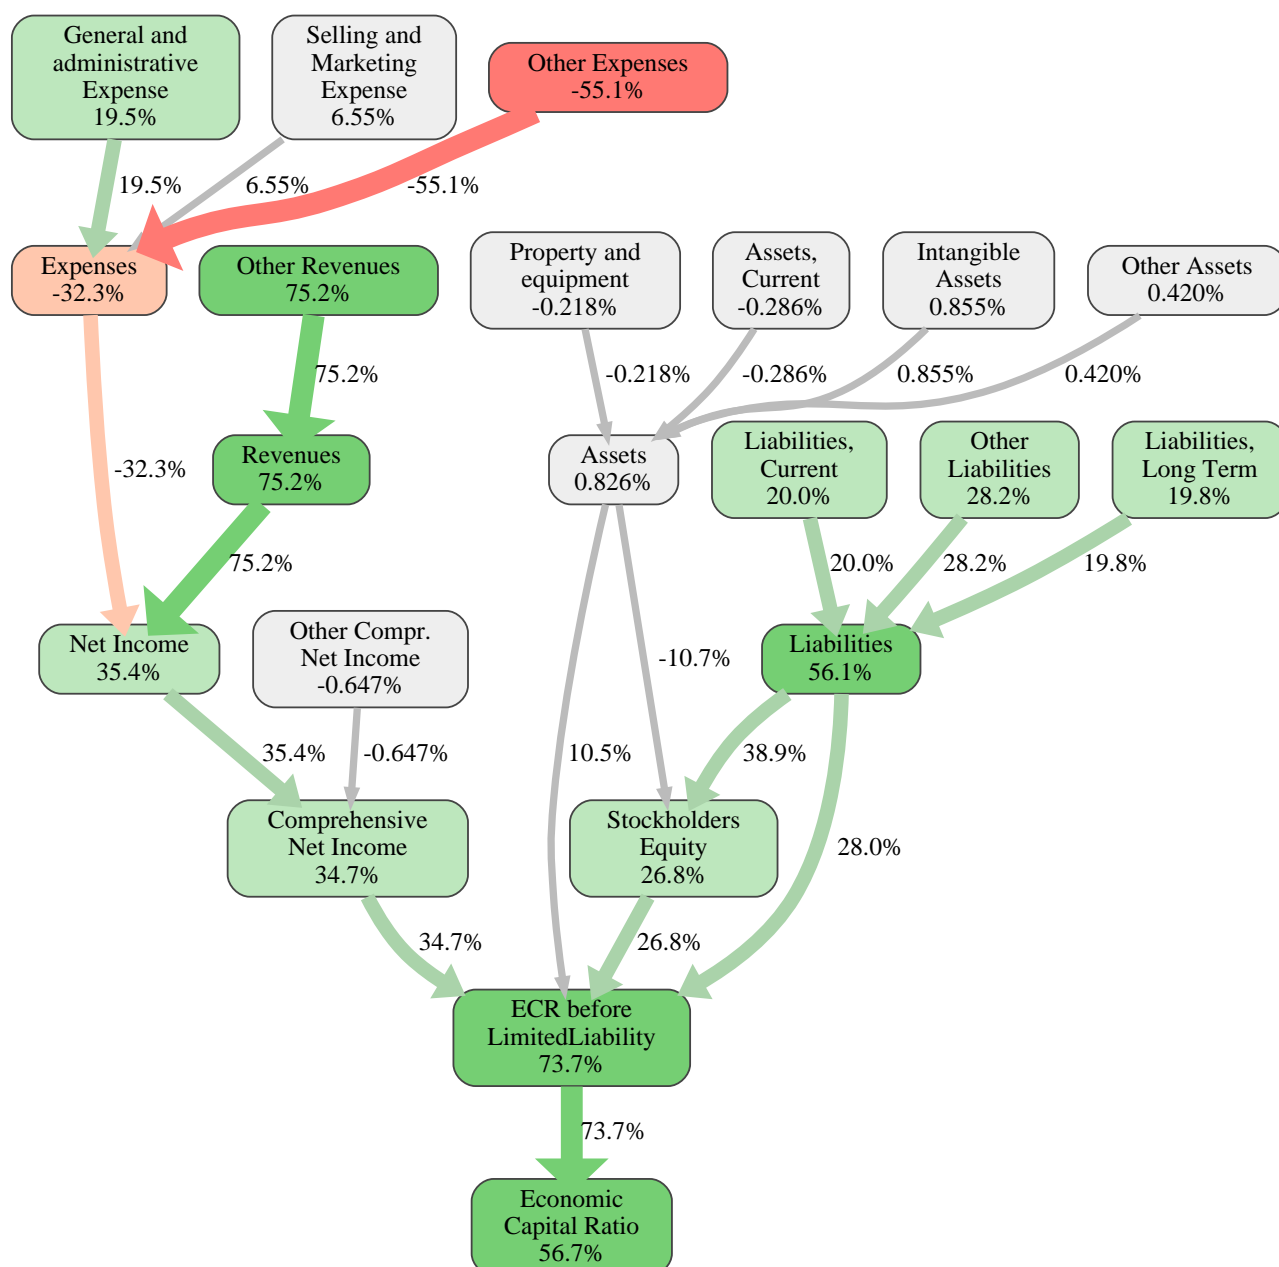 General and
administrative
Expense
19.5%
Selling and
Marketing
Expense
6.55%
Other Expenses
-55.1%
19.5%
6.55%
-55.1%
Expenses
-32.3%
Other Revenues
75.2%
Property and
equipment
-0.218%
Assets,
Current
-0.286%
Intangible
Assets
0.855%
Other Assets
0.420%
75.2%
-0.218%
-0.286%
0.855%
0.420%
-32.3%
Revenues
75.2%
Assets
0.826%
Liabilities,
Current
20.0%
Other
Liabilities
28.2%
Liabilities,
Long Term
19.8%
75.2%
20.0%
28.2%
19.8%
Net Income
35.4%
Other Compr.
Net Income
-0.647%
-10.7%
Liabilities
56.1%
35.4%
-0.647%
10.5%
38.9%
Comprehensive
Net Income
34.7%
Stockholders
Equity
26.8%
28.0%
34.7%
26.8%
ECR before
LimitedLiability
73.7%
73.7%
Economic
Capital Ratio
56.7%